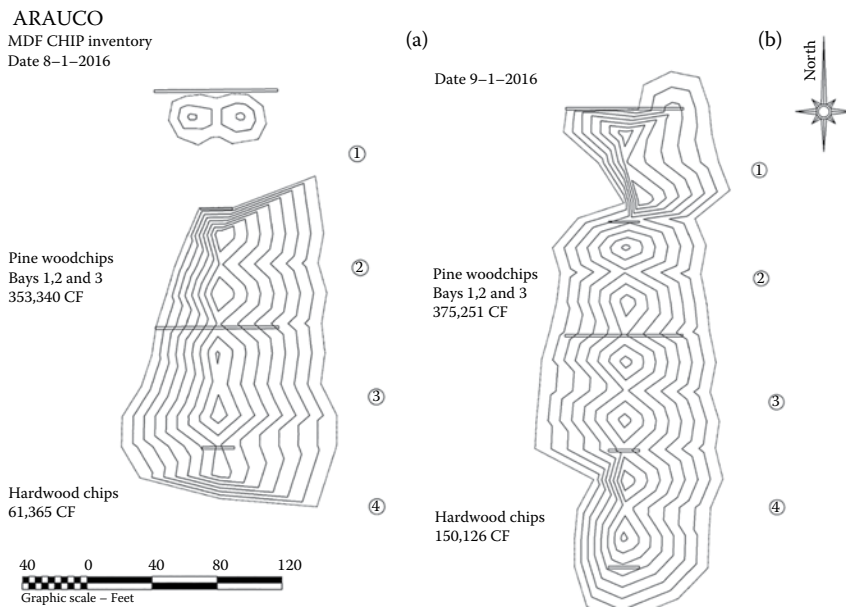 ARAUCO
MDF CHIP inventory
Date 8–1–2016
(a)
1
2
Pine woodchips
Bays 1,2 and 3
353,340 CF
3
Hardwood chips
61,365 CF
4
40 0 40 80 120
Graphic scale – Feet
(b)
North
Date 9–1–2016
1
2
Pine woodchips
Bays 1,2 and 3
375,251 CF
3
4
Hardwood chips
150,126 CF